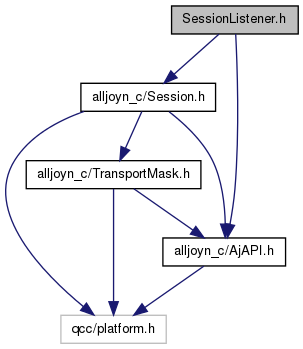 SessionListener.h
alljoyn_c/Session.h
alljoyn_c/TransportMask.h
alljoyn_c/AjAPI.h
qcc/platform.h